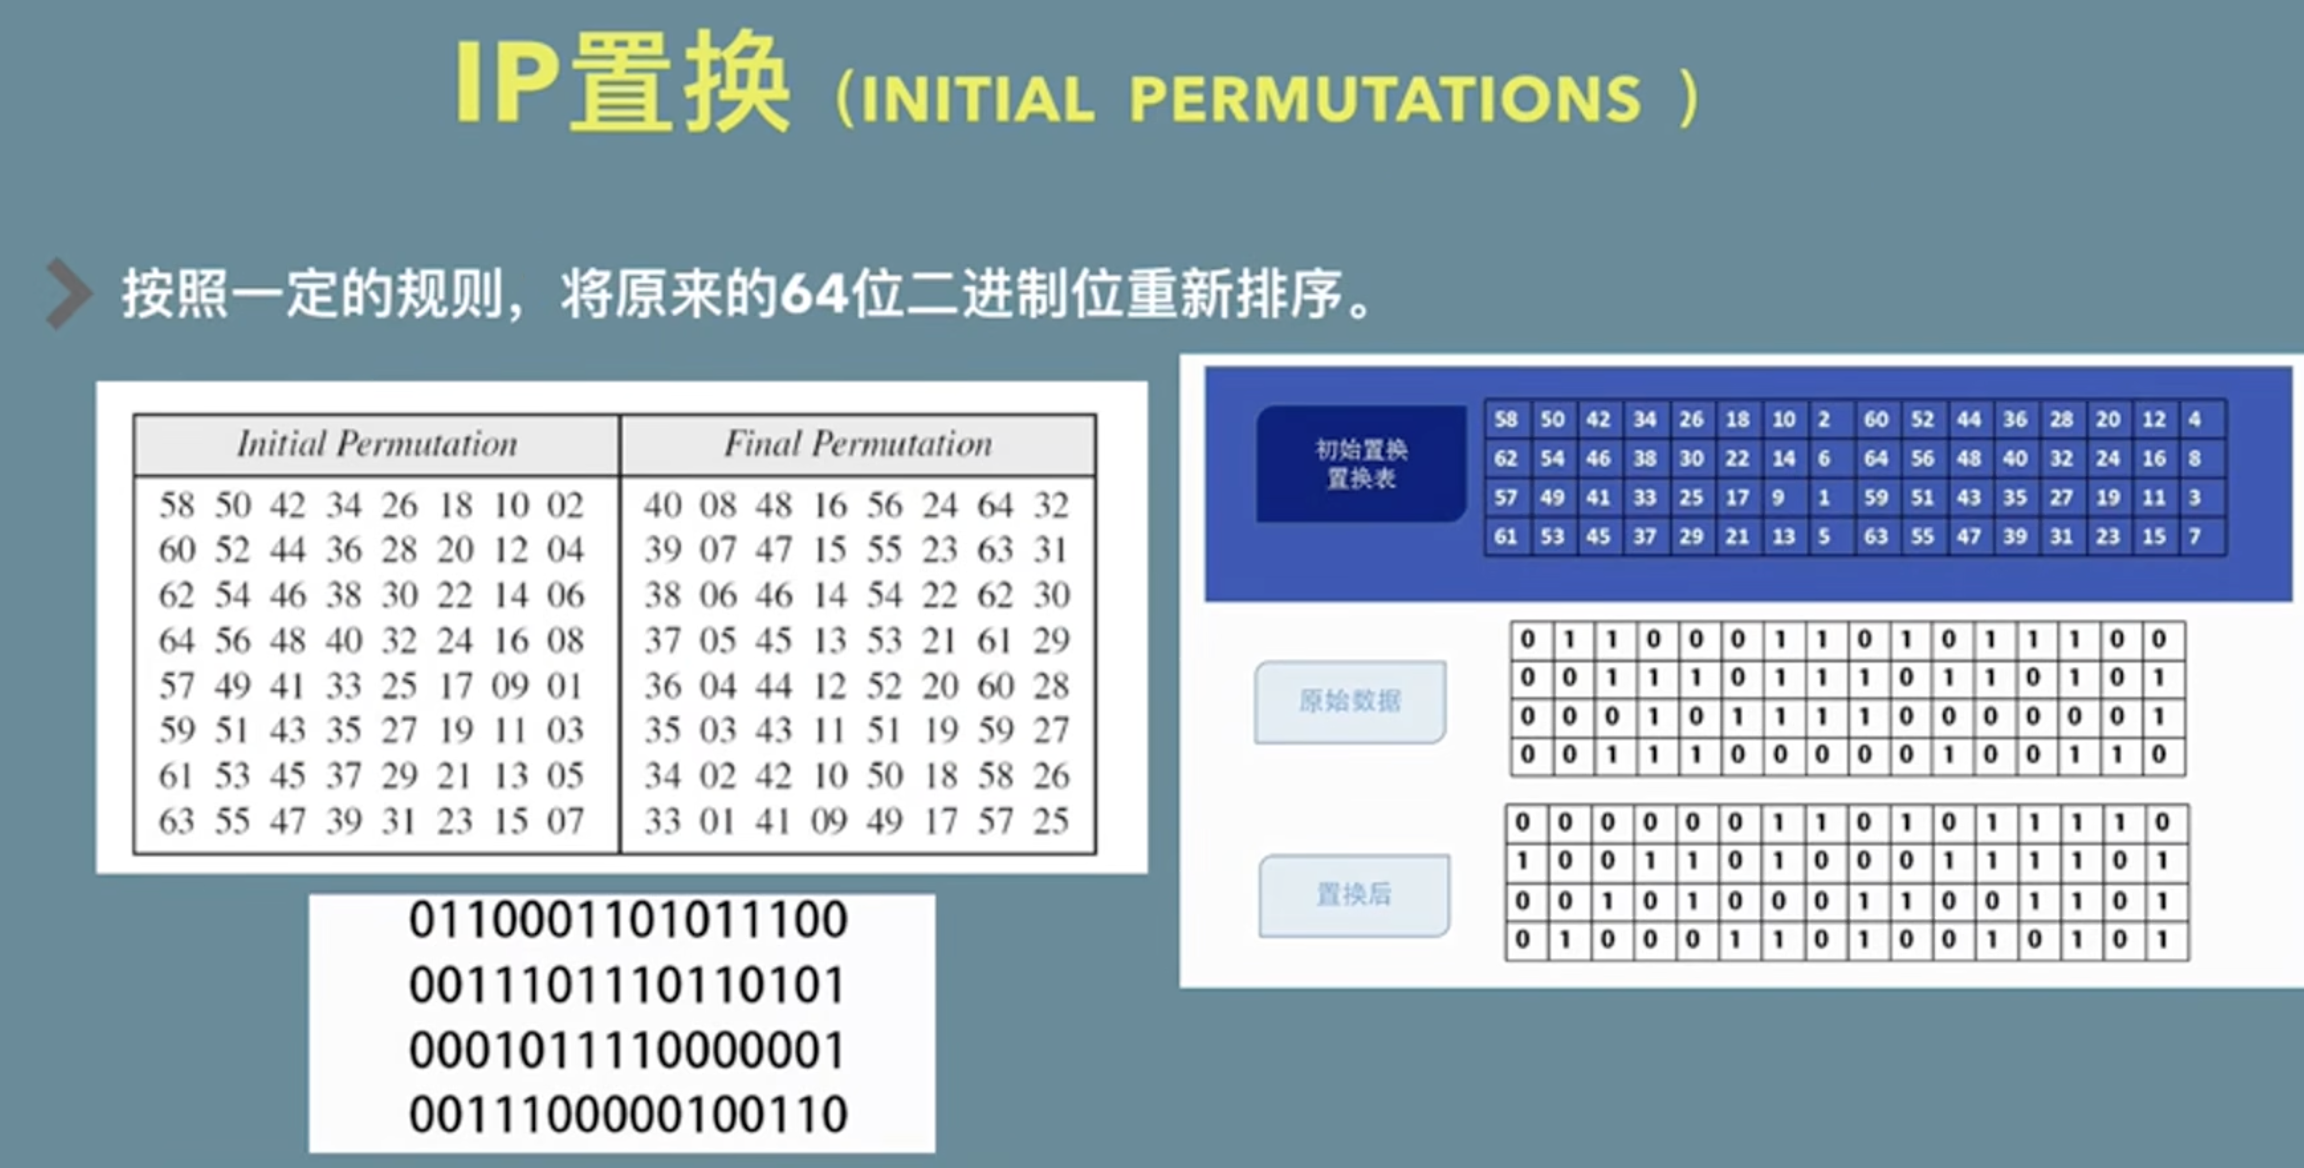 IP置换（INITIAL PERMUTATIONS ）
按照一定的规则，将原来的64位二进制位重新排序。
Initial Permutation Final Permutation
58 50 42 34 26 18 10 02 40 08 48 16 56 24 64 32
60 52 44 36 28 20 12 04 39 07 47 15 55 23 63 31
62 54 46 38 30 22 14 06 38 06 46 14 54 22 62 30
64 56 48 40 32 24 16 08 37 05 45 13 53 21 61 29
57 49 41 33 25 17 09 01 36 04 44 12 52 20 60 28
59 51 43 35 27 19 11 03 35 03 43 11 51 19 59 27
61 53 45 37 29 21 13 05 34 02 42 10 50 18 58 26
63 55 47 39 31 23 15 07 33 01 41 09 49 17 57 25
0110001101011100
0011101110110101
0001011110000001
0011100000100110
初始置换
置换表
58 50 42 34 26 18 10 2 60 52 44 36 28 20 12 4
62 54 46 38 30 22 14 6 64 56 48 40 32 24 16 8
57 49 41 33 25 17 9 1 59 51 43 35 27 19 11 3
61 53 45 37 29 21 13 5 63 55 47 39 31 23 15 7
原始数据
0 1 1 0 0 0 1 1 0 1 0 1 1 1 0 0
0 0 1 1 1 0 1 1 1 0 1 1 0 1 0 1
0 0 0 1 0 1 1 1 1 0 0 0 0 0 0 1
0 0 1 1 1 0 0 0 0 0 1 0 0 1 1 0
置换后
0 0 0 0 0 0 1 1 0 1 0 1 1 1 1 0
1 0 0 1 1 0 1 0 0 0 1 1 1 1 0 1
0 0 1 0 1 0 0 0 1 1 0 0 1 1 0 1
0 1 0 0 0 1 1 0 1 0 0 1 0 1 0 1